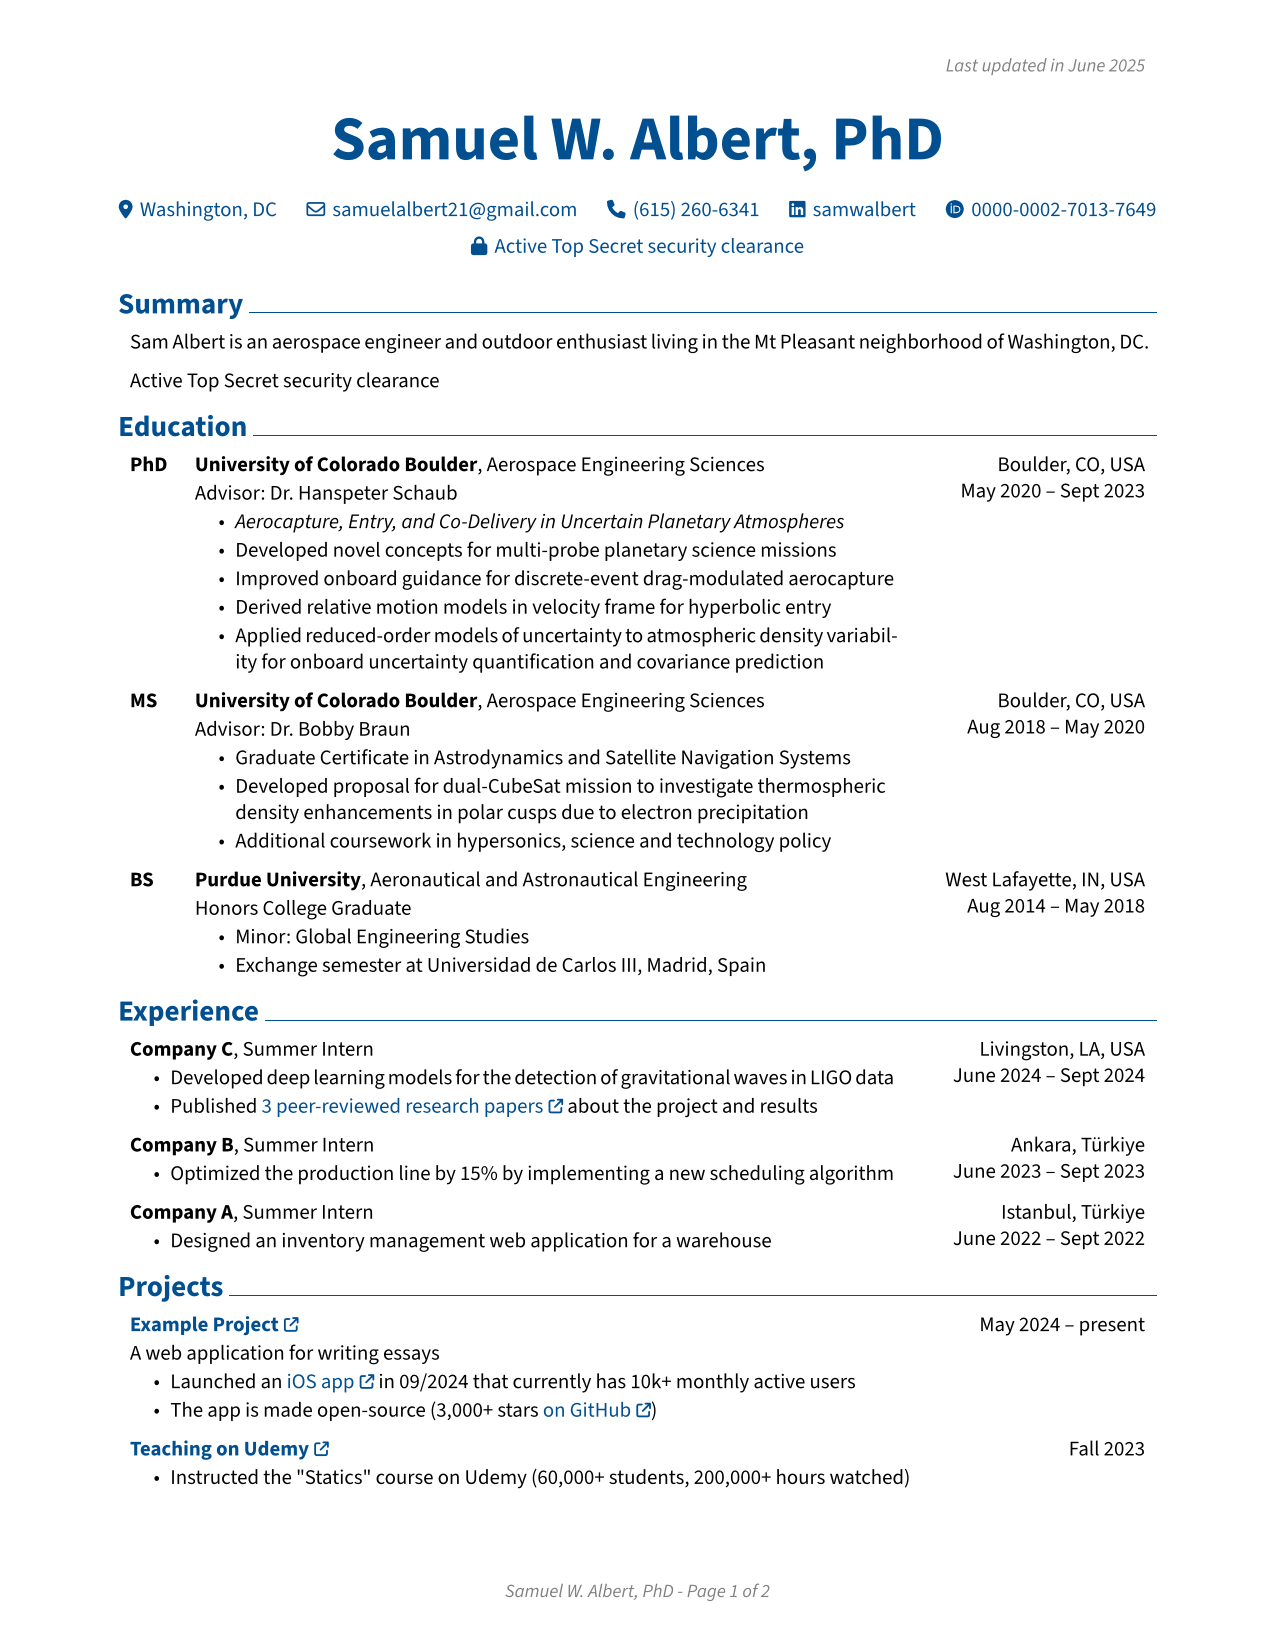 Last updated in June 2025
Samuel W. Albert, PhD
Washington, DC samuelalbert21@gmail.com (615) 260-6341 samwalbert 0000-0002-7013-7649
Active Top Secret security clearance
Summary
Sam Albert is an aerospace engineer and outdoor enthusiast living in the Mt Pleasant neighborhood of Washington, DC.
Active Top Secret security clearance
Education
PhD University of Colorado Boulder, Aerospace Engineering Sciences Boulder, CO, USA
Advisor: Dr. Hanspeter Schaub May 2020 – Sept 2023
• Aerocapture, Entry, and Co-Delivery in Uncertain Planetary Atmospheres
• Developed novel concepts for multi-probe planetary science missions
• Improved onboard guidance for discrete-event drag-modulated aerocapture
• Derived relative motion models in velocity frame for hyperbolic entry
• Applied reduced-order models of uncertainty to atmospheric density variabil-
ity for onboard uncertainty quantification and covariance prediction
MS University of Colorado Boulder, Aerospace Engineering Sciences Boulder, CO, USA
Advisor: Dr. Bobby Braun Aug 2018 – May 2020
• Graduate Certificate in Astrodynamics and Satellite Navigation Systems
• Developed proposal for dual-CubeSat mission to investigate thermospheric
density enhancements in polar cusps due to electron precipitation
• Additional coursework in hypersonics, science and technology policy
BS Purdue University, Aeronautical and Astronautical Engineering West Lafayette, IN, USA
Honors College Graduate Aug 2014 – May 2018
• Minor: Global Engineering Studies
• Exchange semester at Universidad de Carlos III, Madrid, Spain
Experience
Company C, Summer Intern Livingston, LA, USA
• Developed deep learning models for the detection of gravitational waves in LIGO data June 2024 – Sept 2024
• Published 3 peer-reviewed research papers about the project and results
Company B, Summer Intern Ankara, Türkiye
• Optimized the production line by 15% by implementing a new scheduling algorithm June 2023 – Sept 2023
Company A, Summer Intern Istanbul, Türkiye
• Designed an inventory management web application for a warehouse June 2022 – Sept 2022
Projects
Example Project May 2024 – present
A web application for writing essays
• Launched an iOS app in 09/2024 that currently has 10k+ monthly active users
• The app is made open-source (3,000+ stars on GitHub )
Teaching on Udemy Fall 2023
• Instructed the "Statics" course on Udemy (60,000+ students, 200,000+ hours watched)
Samuel W. Albert, PhD - Page 1 of 2